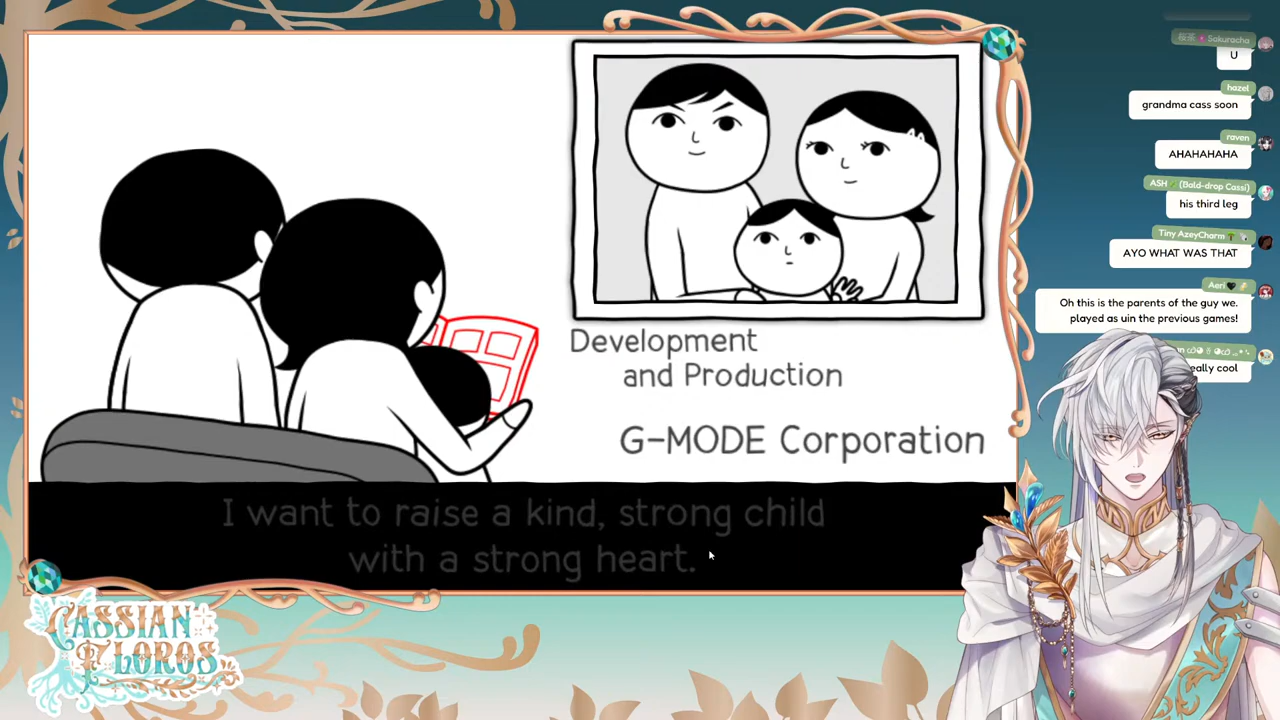 Development
and Production
G-MODE Corporation
I want to raise a kind, strong child
with a strong heart.
CASSIAN
FLOROS
Sakuracha
U
hazel
grandma cass soon
raven
AHAHAHAHA
ASH (Bald-drop Cassi)
his third leg
Tiny AzeyCharm
AYO WHAT WAS THAT
Aeri
Oh this is the parents of the guy we.
played as uin the previous games!
eally cool